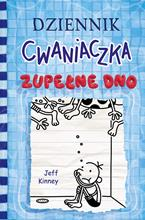 DZIENNIK
CWANIACZKA
ZUPEŁNE DNO
Jeff
Kinney